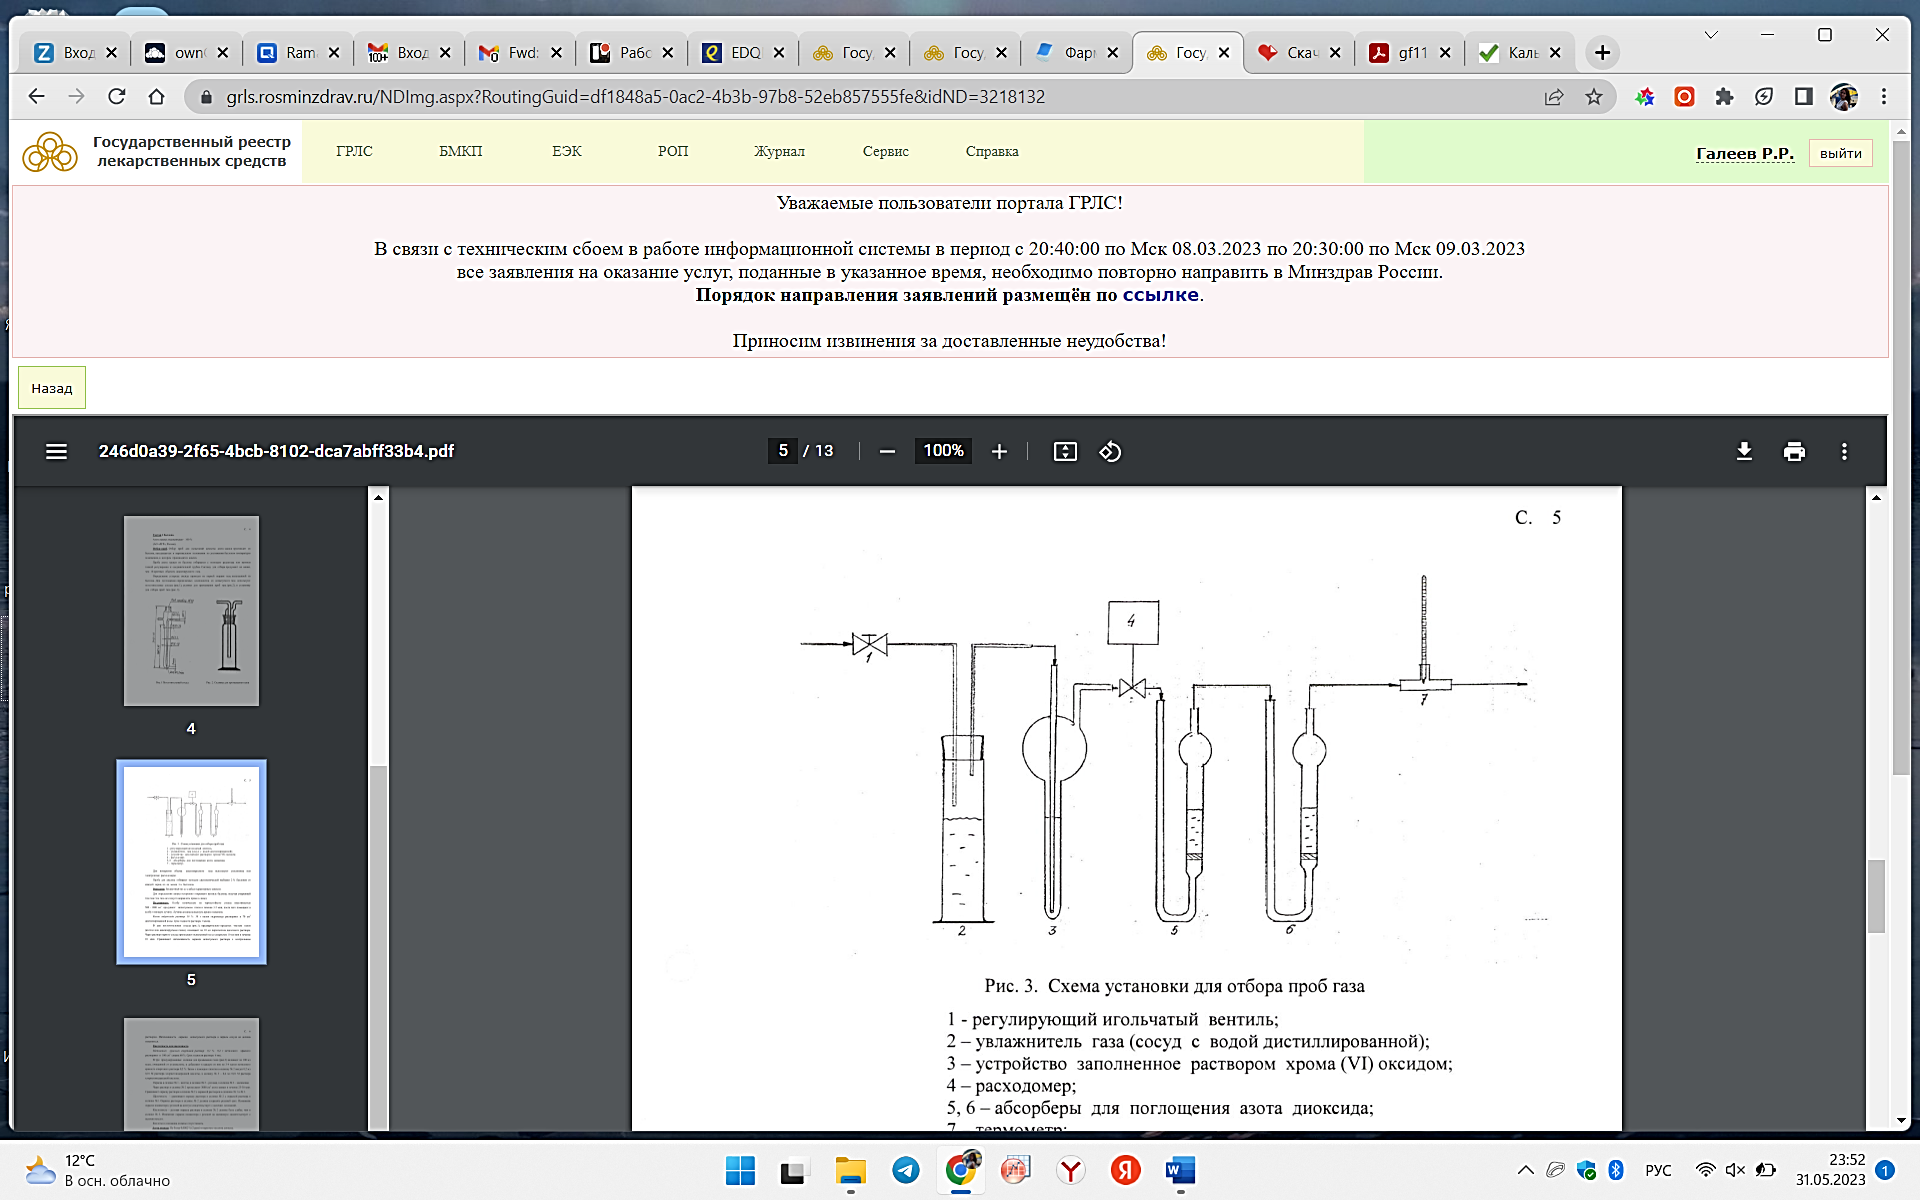 Вход
own
Ram
Вход
Fwd:
Рабо
EDQ
Госу
Госу
Фарм
Госу
Скач
gf11
Каль
grls.rosminzdrav.ru/NDImg.aspx?RoutingGuid=df1848a5-0ac2-4b3b-97b8-52eb857555fe&idND=3218132
Государственный реестр
лекарственных средств
ГРЛС
БМКП
ЕЭК
РОП
Журнал
Сервис
Справка
Галеев Р.Р.
выйти
Уважаемые пользователи портала ГРЛС!
В связи с техническим сбоем в работе информационной системы в период с 20:40:00 по Мск 08.03.2023 по 20:30:00 по Мск 09.03.2023
все заявления на оказание услуг, поданные в указанное время, необходимо повторно направить в Минздрав России.
Порядок направления заявлений размещён по ссылке.
Приносим извинения за доставленные неудобства!
Назад
246d0a39-2f65-4bcb-8102-dca7abff33b4.pdf
5 / 13
100%
4
5
С. 5
4
1
7
2
3
5
6
Рис. 3. Схема установки для отбора проб газа
1 - регулирующий игольчатый вентиль;
2 – увлажнитель газа (сосуд с водой дистиллированной);
3 – устройство заполненное раствором хрома (VI) оксидом;
4 – расходомер;
5, 6 – абсорберы для поглощения азота диоксида;
7 – термометр;
12°C
В осн. облачно
РУС
23:52
31.05.2023
1